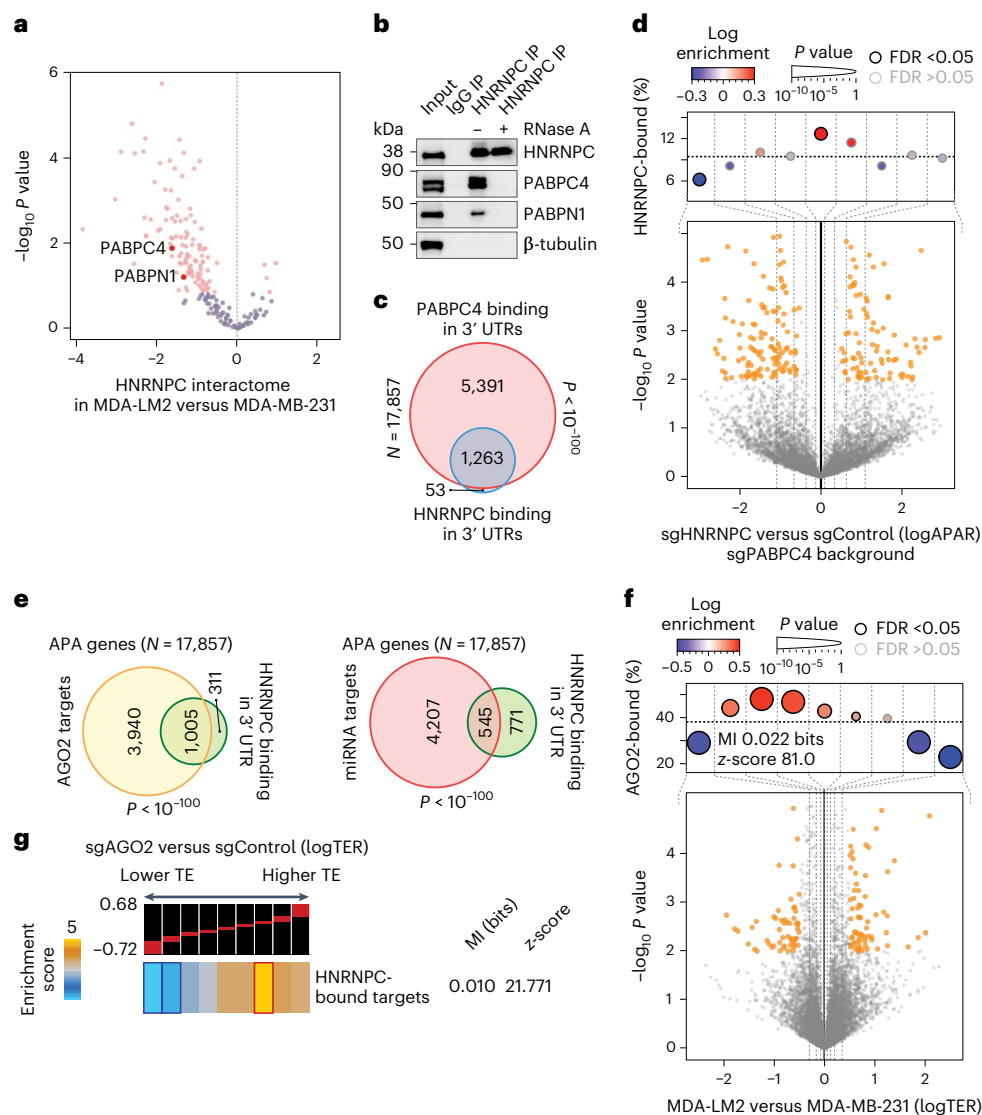 a
6
4
2
0
−log10 P value
PABPC4
PABPN1
−4 −2 0 2
HNRNPC interactome
in MDA-LM2 versus MDA-MB-231
b
Input
IgG IP
HNRNPC IP
HNRNPC IP
kDa − + RNase A
38 HNRNPC
90
PABPC4
50
PABPN1
50 β-tubulin
c
PABPC4 binding
in 3′ UTRs
N = 17,857
5,391
P < 10−100
1,263
53
HNRNPC binding
in 3′ UTRs
d
Log
enrichment
−0.3 0 0.3
P value
10−10 10−5 1
FDR <0.05
FDR >0.05
HNRNPC-bound (%)
12
6
−log10 P value
4
3
2
1
0
−2 0 2
sgHNRNPC versus sgControl (logAPAR)
sgPABPC4 background
e
APA genes (N = 17,857)
AGO2 targets
3,940
1,005
311
HNRNPC binding
in 3′ UTR
P < 10−100
APA genes (N = 17,857)
miRNA targets
4,207
545
771
HNRNPC binding
in 3′ UTR
P < 10−100
f
Log
enrichment
−0.5 0 0.5
P value
10−10 10−5 1
FDR <0.05
FDR >0.05
AGO2-bound (%)
40
20
MI 0.022 bits
z-score 81.0
−log10 P value
4
3
2
1
0
−2 −1 0 1 2
MDA-LM2 versus MDA-MB-231 (logTER)
g
sgAGO2 versus sgControl (logTER)
Lower TE Higher TE
0.68
−0.72
Enrichment
score
5
MI (bits)
z-score
HNRNPC-
bound targets
0.010 21.771